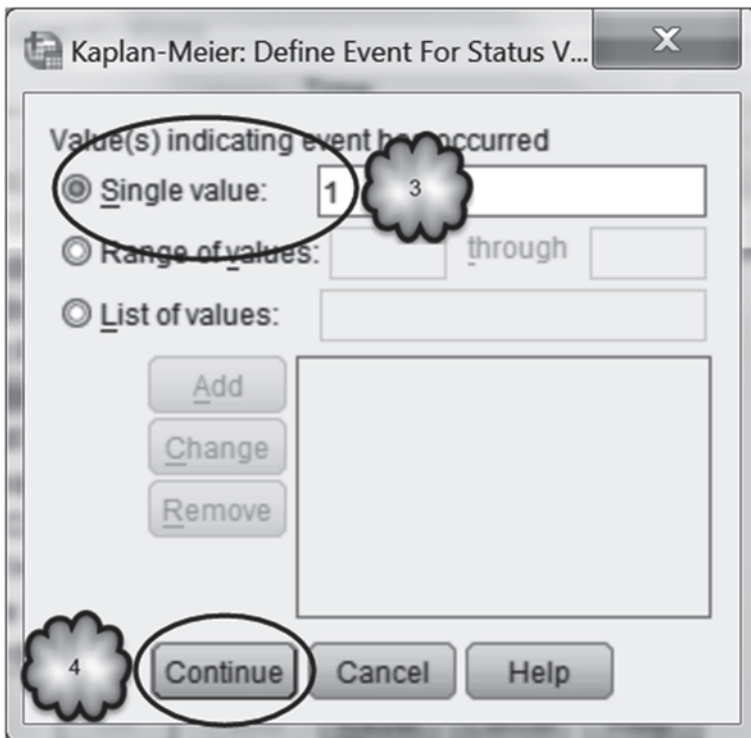 Kaplan-Meier: Define Event For Status V...
X
Value(s) indicating event has occurred
Single value: 1
3
Range of values: through
List of values:
Add
Change
Remove
4
Continue Cancel Help